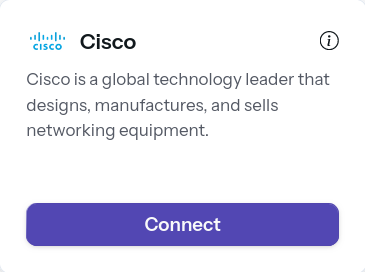 CISCO
Cisco
Cisco is a global technology leader that
designs, manufactures, and sells
networking equipment.
Connect